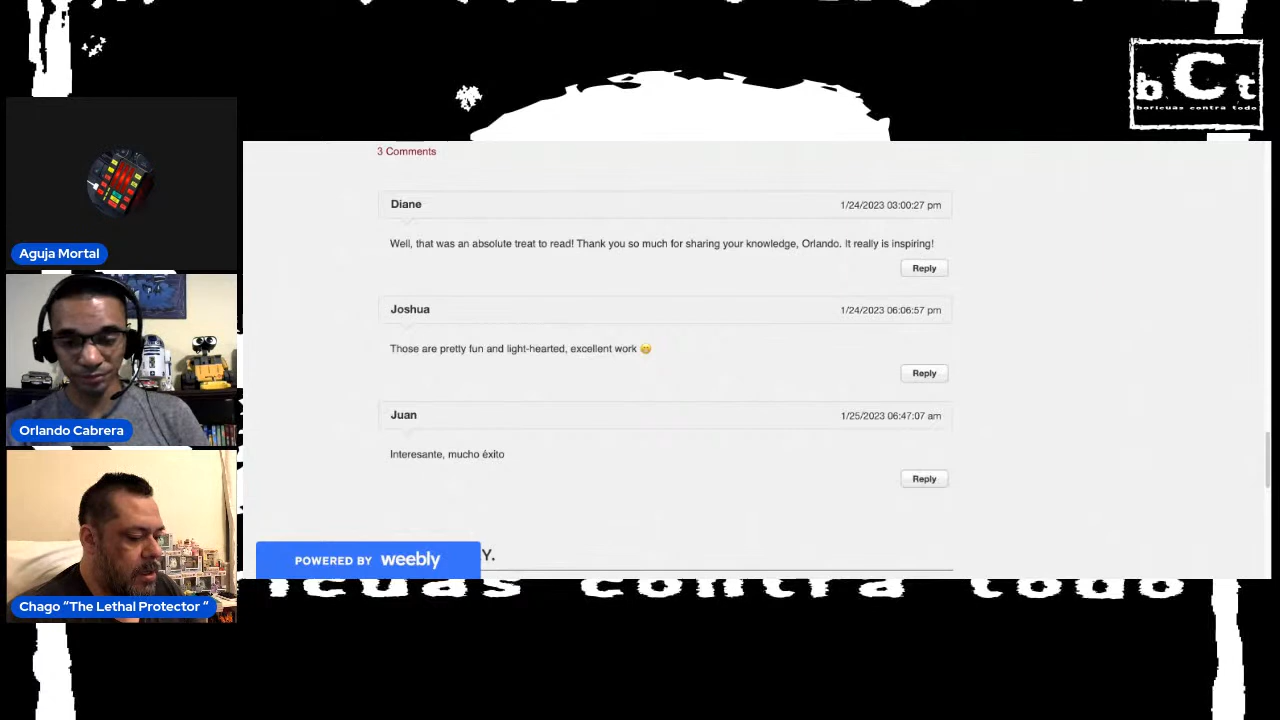 bCt
boricuas contra todo
Aguja Mortal
Orlando Cabrera
Chago “The Lethal Protector “
3 Comments
Diane
1/24/2023 03:00:27 pm
Well, that was an absolute treat to read! Thank you so much for sharing your knowledge, Orlando. It really is inspiring!
Reply
Joshua
1/24/2023 06:06:57 pm
Those are pretty fun and light-hearted, excellent work 😁
Reply
Juan
1/25/2023 06:47:07 am
Interesante, mucho éxito
Reply
Y.
POWERED BY weebly
icuas contra todo